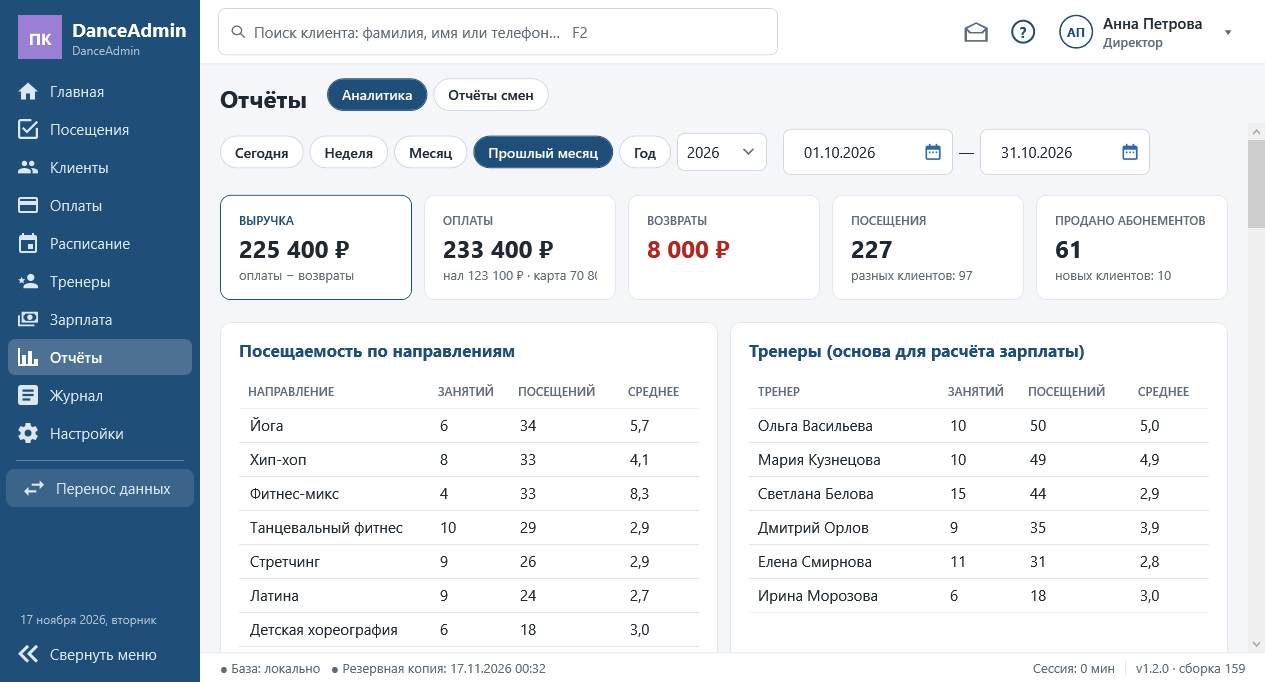 ПК
DanceAdmin
DanceAdmin
Главная
Посещения
Клиенты
Оплаты
Расписание
Тренеры
Зарплата
Отчёты
Журнал
Настройки
Перенос данных
17 ноября 2026, вторник
Свернуть меню
Поиск клиента: фамилия, имя или телефон... F2
?
АП
Анна Петрова
Директор
Отчёты
Аналитика
Отчёты смен
Сегодня
Неделя
Месяц
Прошлый месяц
Год
2026
01.10.2026 — 31.10.2026
ВЫРУЧКА
225 400 ₽
оплаты − возвраты
ОПЛАТЫ
233 400 ₽
нал 123 100 ₽ · карта 70 80
ВОЗВРАТЫ
8 000 ₽
ПОСЕЩЕНИЯ
227
разных клиентов: 97
ПРОДАНО АБОНЕМЕНТОВ
61
новых клиентов: 10
Посещаемость по направлениям
НАПРАВЛЕНИЕ ЗАНЯТИЙ ПОСЕЩЕНИЙ СРЕДНЕЕ
Йога 6 34 5,7
Хип-хоп 8 33 4,1
Фитнес-микс 4 33 8,3
Танцевальный фитнес 10 29 2,9
Стретчинг 9 26 2,9
Латина 9 24 2,7
Детская хореография 6 18 3,0
Тренеры (основа для расчёта зарплаты)
ТРЕНЕР ЗАНЯТИЙ ПОСЕЩЕНИЙ СРЕДНЕЕ
Ольга Васильева 10 50 5,0
Мария Кузнецова 10 49 4,9
Светлана Белова 15 44 2,9
Дмитрий Орлов 9 35 3,9
Елена Смирнова 11 31 2,8
Ирина Морозова 6 18 3,0
● База: локально ● Резервная копия: 17.11.2026 00:32
Сессия: 0 мин
v1.2.0 · сборка 159